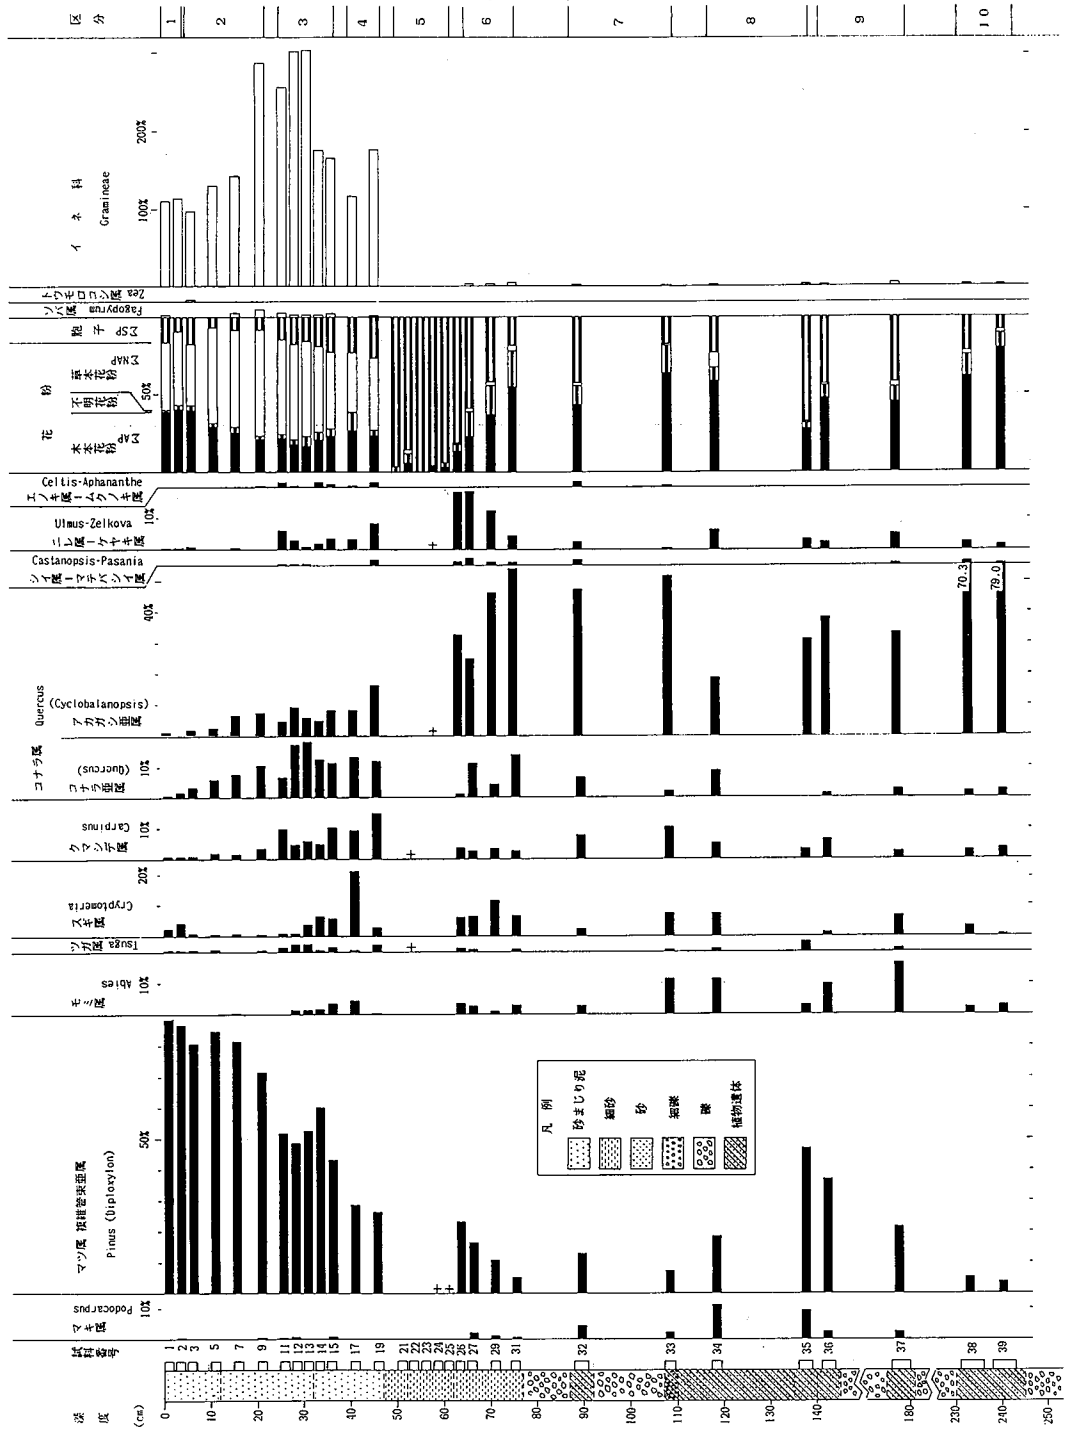 区 分
1
2
3
4
5
6
7
8
9
10
イネ科
Gramineae
100%
200%
トウモロコシ属 Zea
ソバ属 Fagopyrum
胞子 ΣSP
花粉
草本花粉 ΣNAP
不明花粉
木本花粉 ΣAP
50%
エノキ属ームクノキ属
Celtis-Aphananthe
ニレ属ーケヤキ属
Ulmus-Zelkova
10%
シイ属ーマテバシイ属
Castanopsis-Pasania
コナラ属
Quercus
アカガシ亜属
(Cyclobalanopsis)
40%
70.3
79.0
コナラ亜属
(Quercus)
10%
クマシデ属
Carpinus
10%
スギ属
Cryptomeria
20%
ツガ属 Tsuga
モミ属
Abies
10%
マツ属 複維管束亜属
Pinus (Diploxylon)
50%
マキ属
Podocarpus
10%
凡 例
砂まじり泥
細砂
砂
細礫
礫
植物遺体
試料番号
1
2
3
5
7
9
11
12
13
14
15
17
19
21
22
23
24
25
26
27
29
31
32
33
34
35
36
37
38
39
深度
(cm)
0
10
20
30
40
50
60
70
80
90
100
110
120
130
140
180
230
240
250